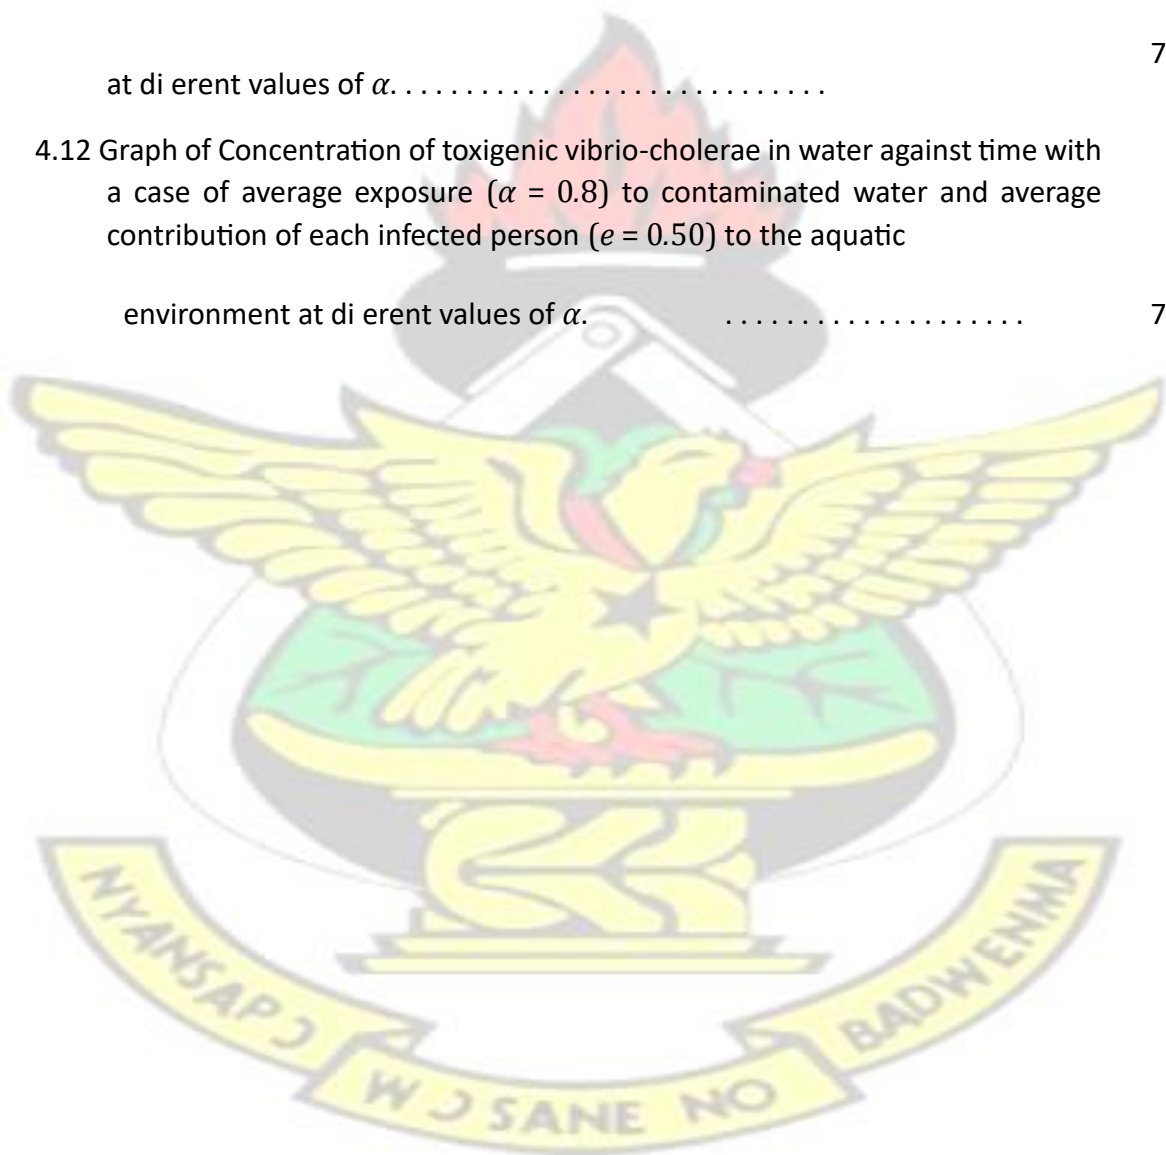 7
at di erent values of α. . . . . . . . . . . . . . . . . . . . . . . . . . . . . .
4.12 Graph of Concentration of toxigenic vibrio-cholerae in water against time with
a case of average exposure (α = 0.8) to contaminated water and average
contribution of each infected person (e = 0.50) to the aquatic
environment at di erent values of α. . . . . . . . . . . . . . . . . . . . . 7
NYANSAPƆ
WƆSANE NO
BADWENMA